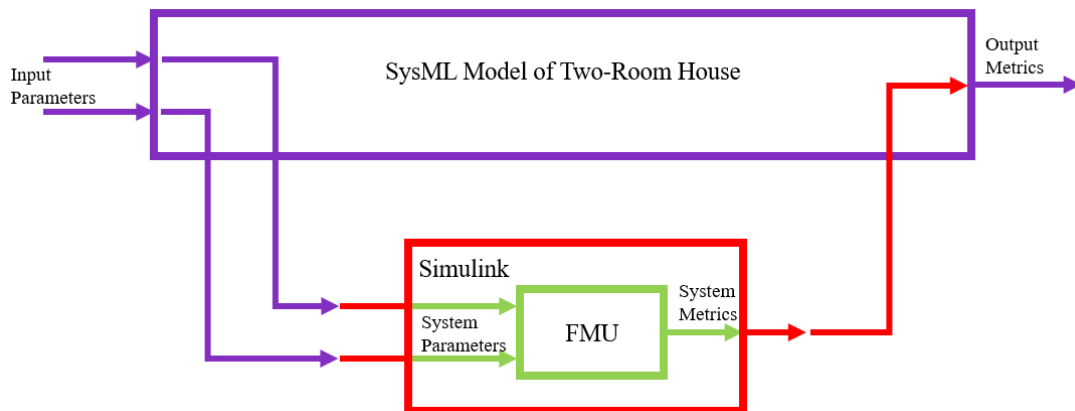 SysML Model of Two-Room House
Input
Parameters
Output
Metrics
Simulink
System
Parameters
FMU
System
Metrics